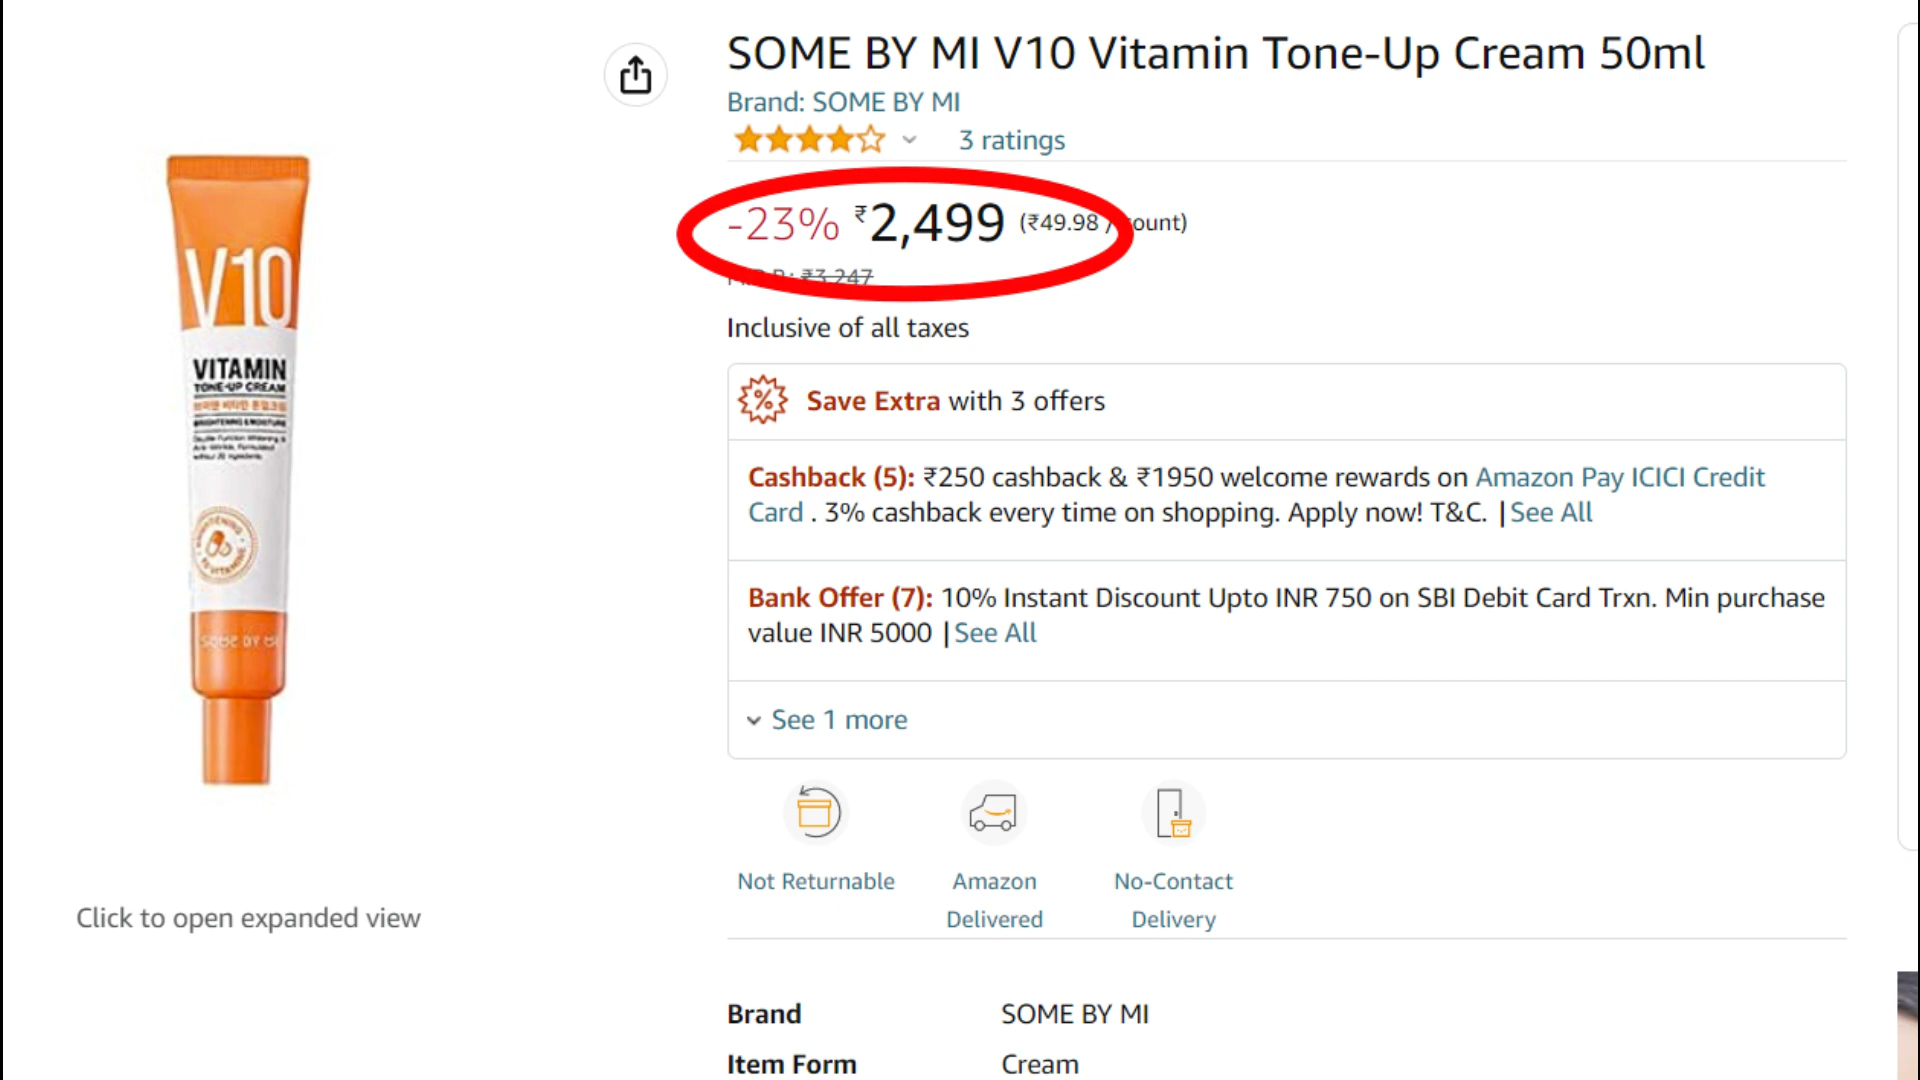 SOME BY MI V10 Vitamin Tone-Up Cream 50ml
Brand: SOME BY MI
3 ratings
-23% ₹2,499 (₹49.98 / ount)
₹3,247
Inclusive of all taxes
Save Extra with 3 offers
Cashback (5): ₹250 cashback & ₹1950 welcome rewards on Amazon Pay ICICI Credit
Card . 3% cashback every time on shopping. Apply now! T&C. | See All
Bank Offer (7): 10% Instant Discount Upto INR 750 on SBI Debit Card Trxn. Min purchase
value INR 5000 | See All
See 1 more
Not Returnable
Amazon
Delivered
No-Contact
Delivery
Brand SOME BY MI
Item Form Cream
V10
VITAMIN
TONE-UP CREAM
SOME BY MI
Click to open expanded view